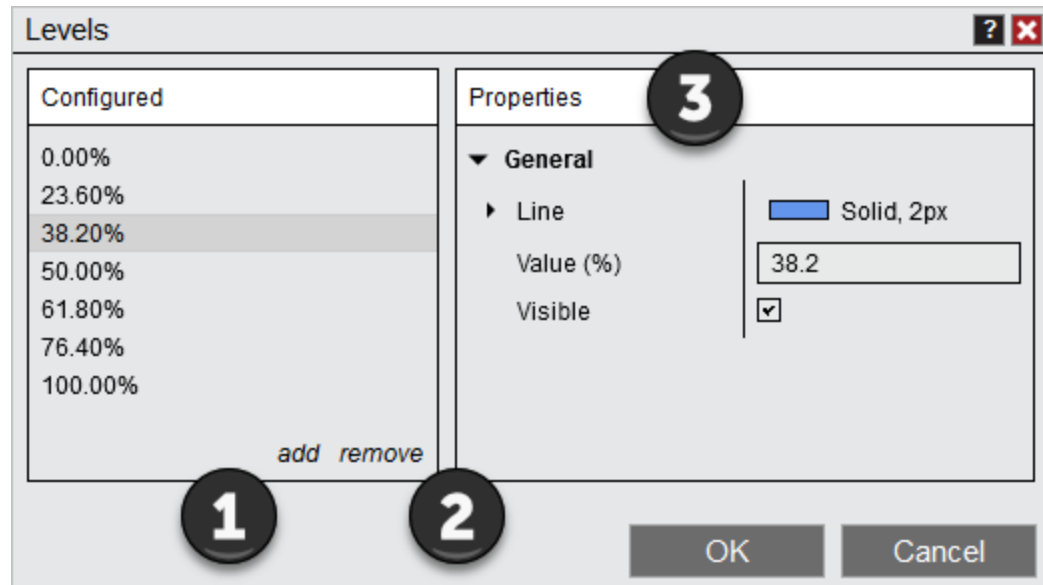 Levels ?
Configured
0.00%
23.60%
38.20%
50.00%
61.80%
76.40%
100.00%
add remove
1
2
Properties
3
General
Line Solid, 2px
Value (%) 38.2
Visible
OK Cancel